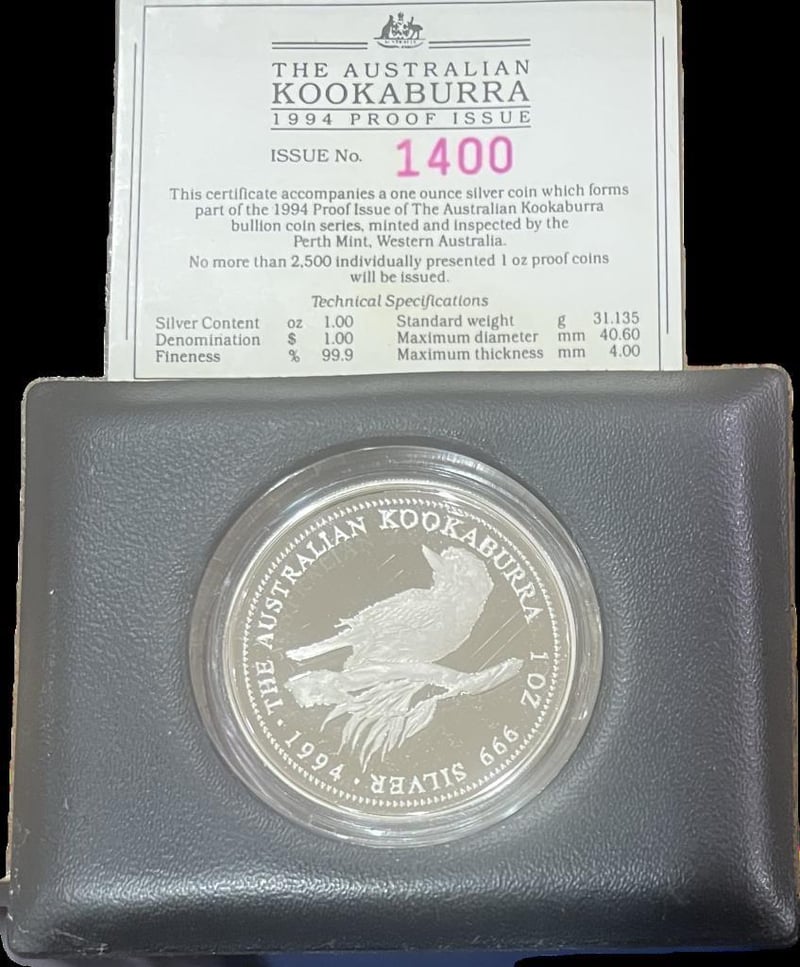 THE AUSTRALIAN
KOOKABURRA
1994 PROOF ISSUE
ISSUE No. 1400
This certificate accompanies a one ounce silver coin which forms
part of the 1994 Proof Issue of The Australian Kookaburra
bullion coin series, minted and inspected by the
Perth Mint, Western Australia.
No more than 2,500 individually presented 1 oz proof coins
will be issued.
Technical Specifications
Silver Content oz 1.00 Standard weight g 31.135
Denomination $ 1.00 Maximum diameter mm 40.60
Fineness % 99.9 Maximum thickness mm 4.00
THE AUSTRALIAN KOOKABURRA 1 OZ 999 SILVER · 1994 ·